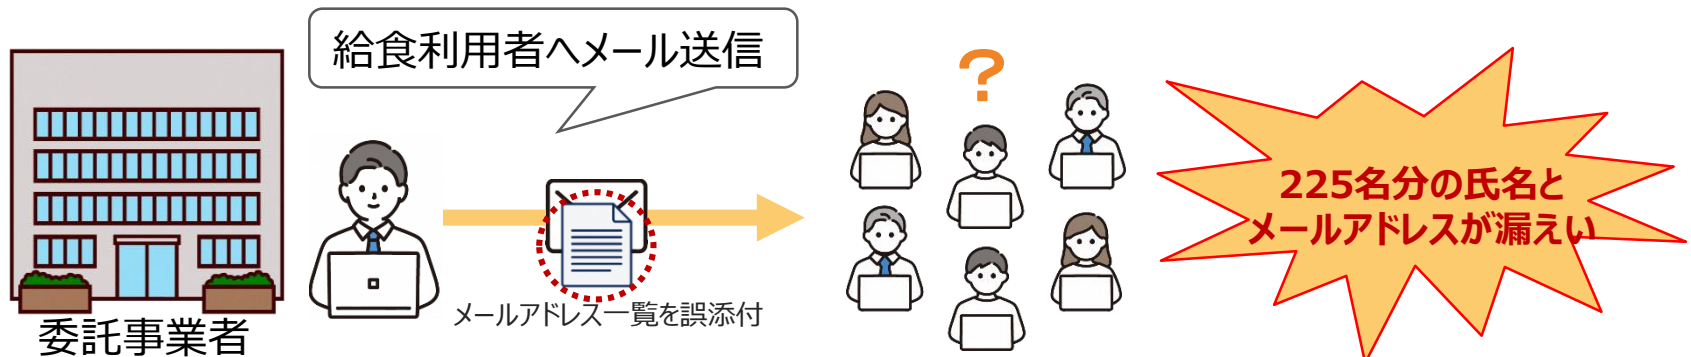 給食利用者へメール送信
?
225名分の氏名と
メールアドレスが漏えい
メールアドレス一覧を誤添付
委託事業者